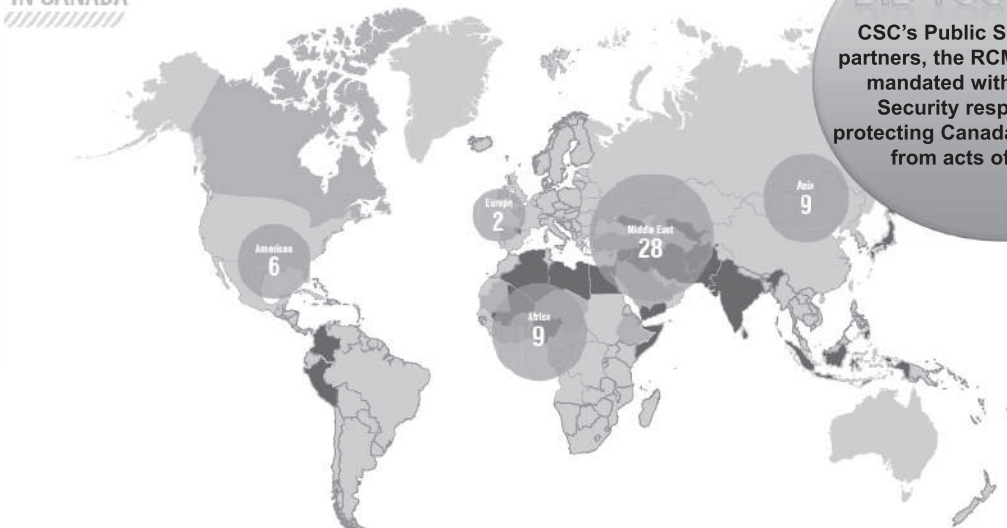 IN CANADA
CSC's Public S
partners, the RCM
mandated with
Security resp
protecting Canada
from acts of
Asia
9
Europe
2
Middle East
28
Americas
6
Africa
9